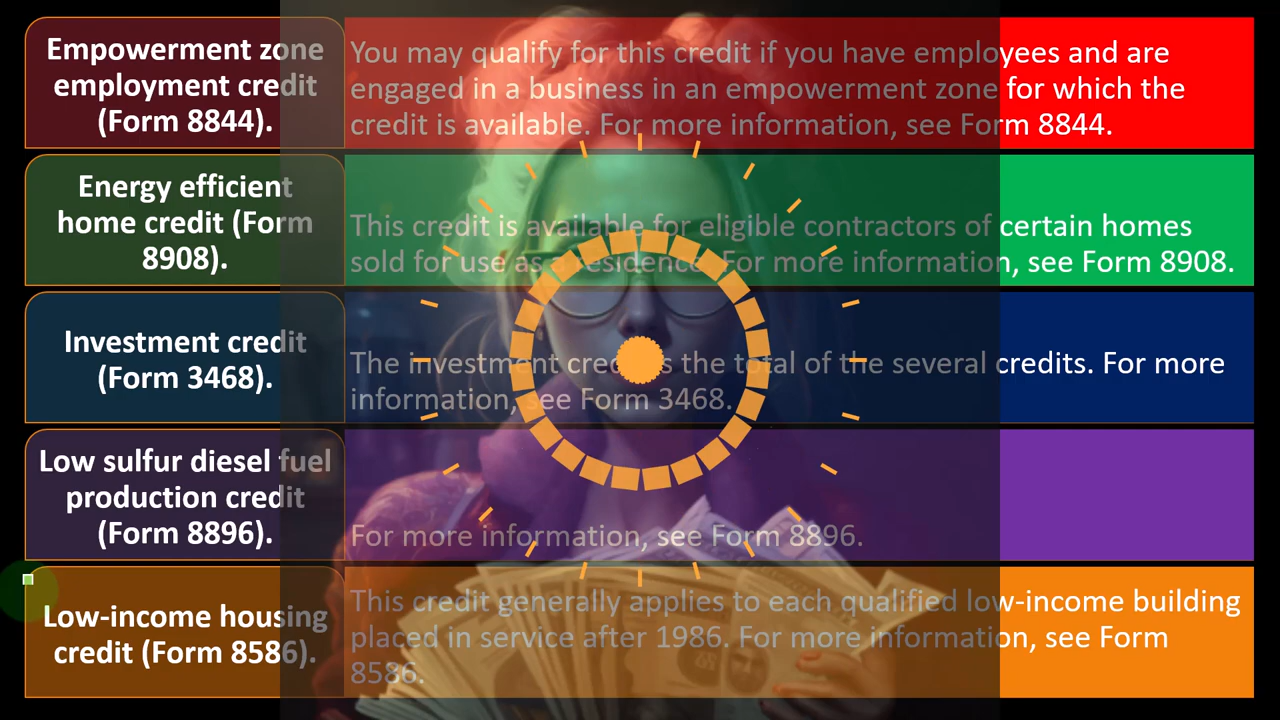 Empowerment zone
employment credit
(Form 8844).
You may qualify for this credit if you have employees and are
engaged in a business in an empowerment zone for which the
credit is available. For more information, see Form 8844.
Energy efficient
home credit (Form
8908).
This credit is available for eligible contractors of certain homes
sold for use as a residence. For more information, see Form 8908.
Investment credit
(Form 3468).
The investment credit is the total of the several credits. For more
information, see Form 3468.
Low sulfur diesel fuel
production credit
(Form 8896).
For more information, see Form 8896.
Low-income housing
credit (Form 8586).
This credit generally applies to each qualified low-income building
placed in service after 1986. For more information, see Form
8586.